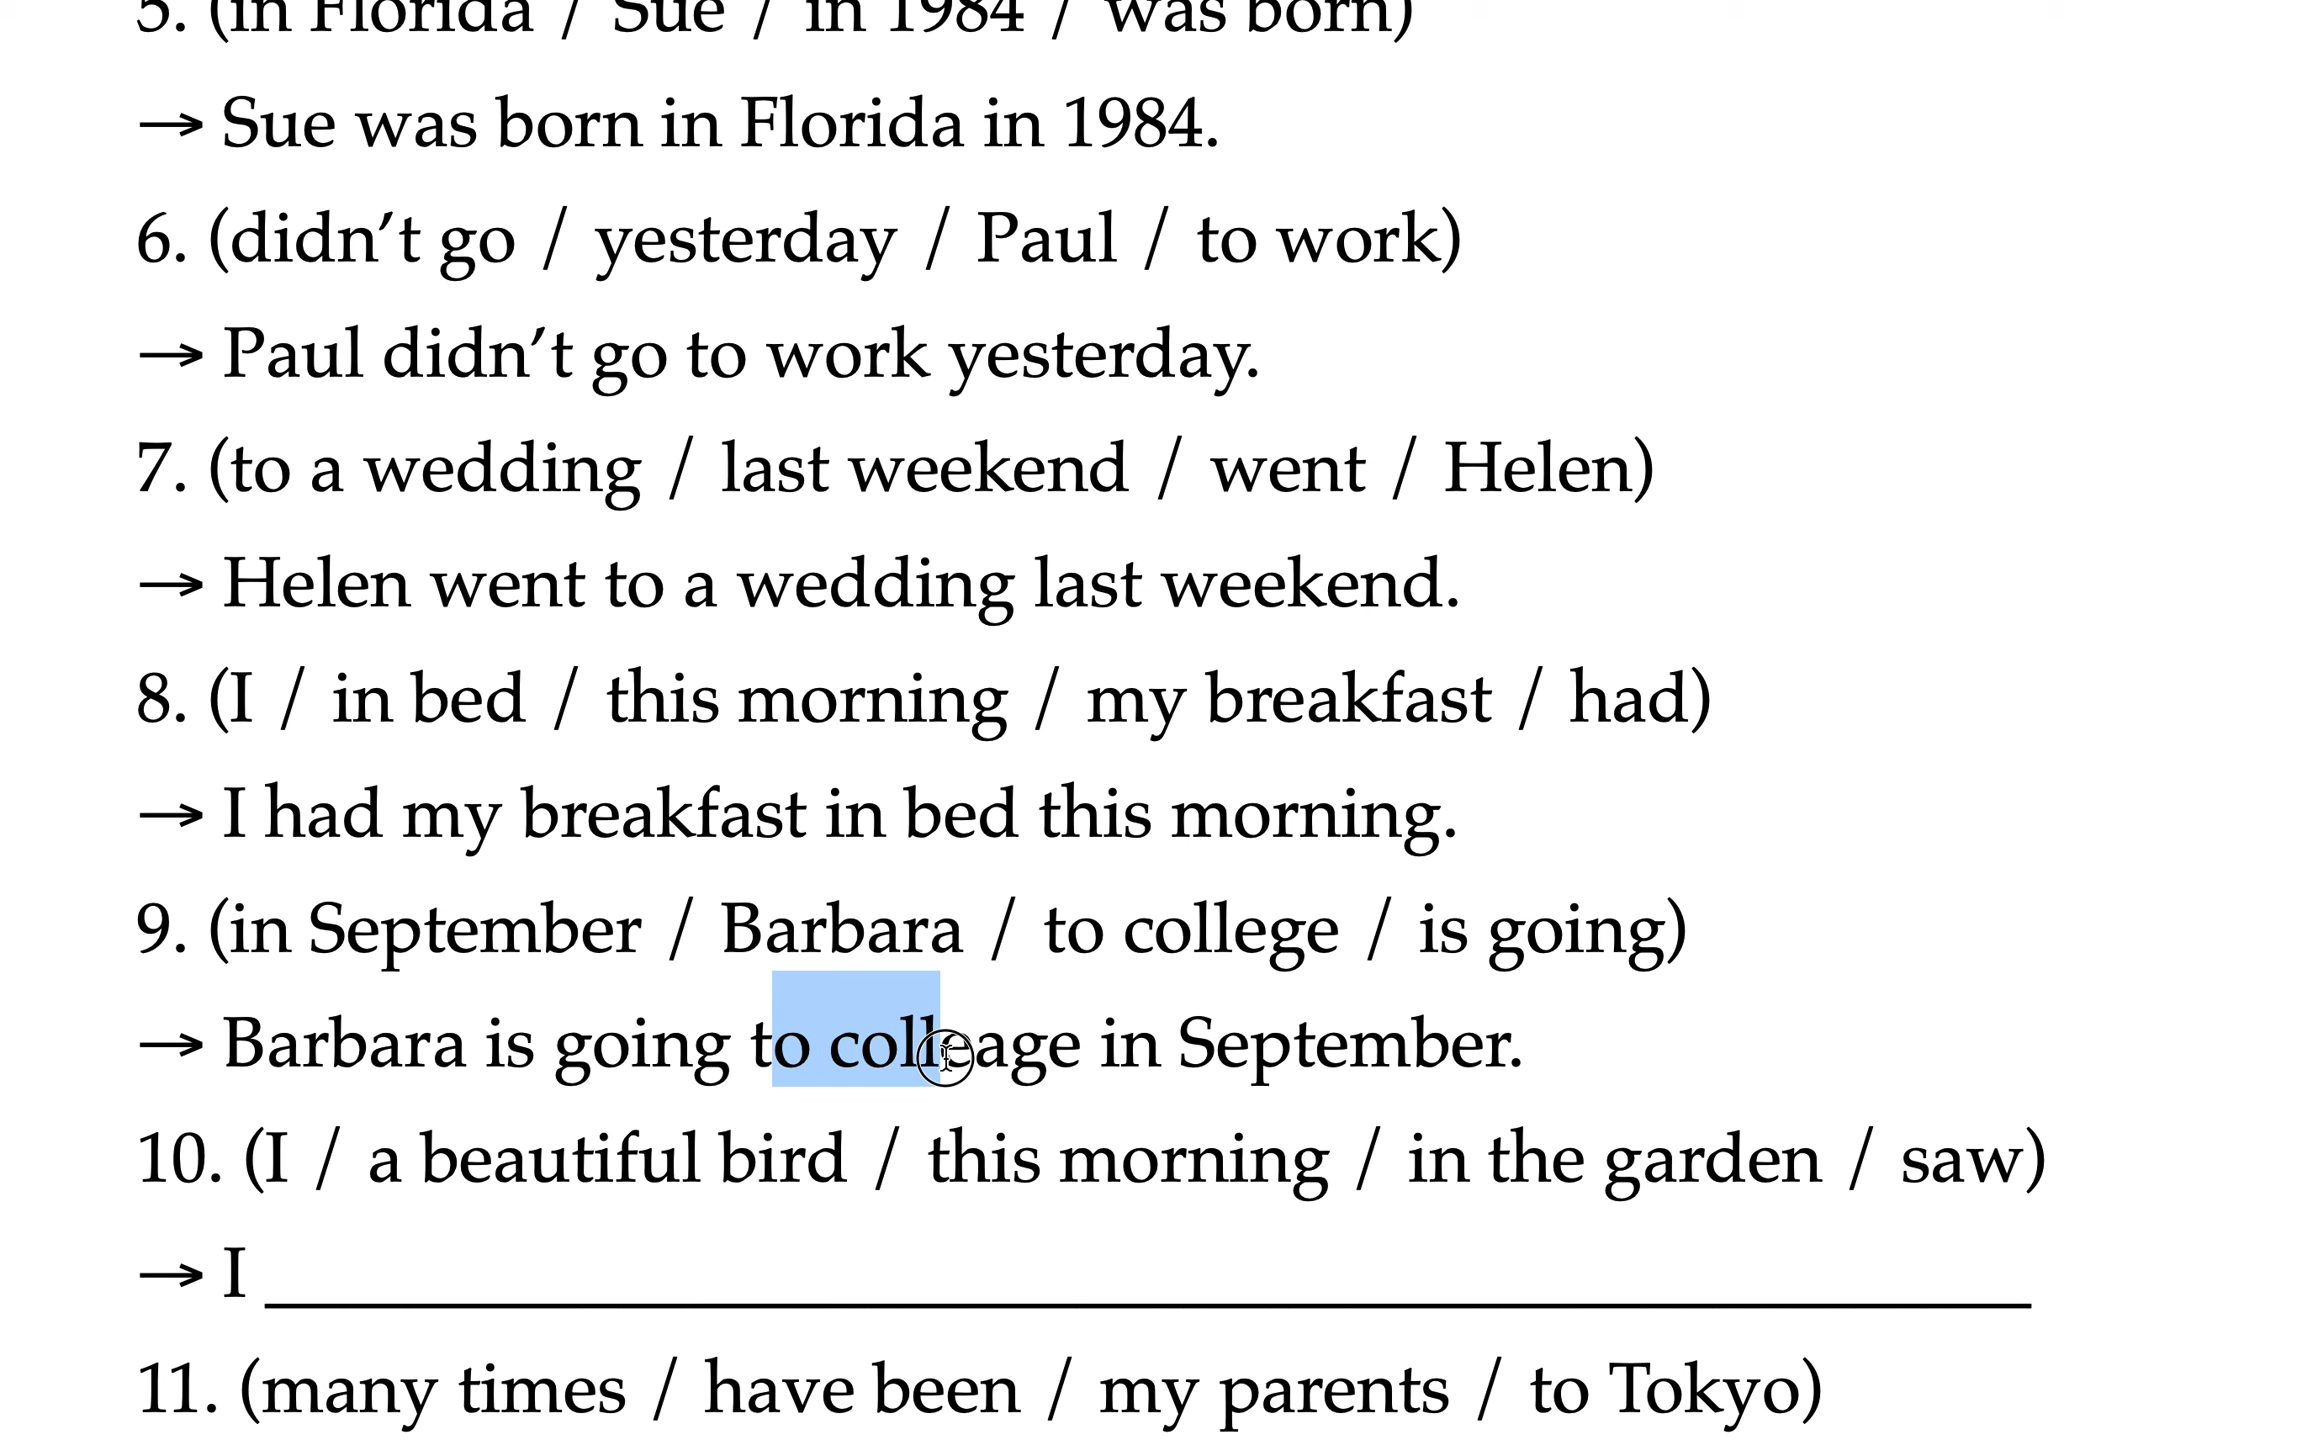 5. (in Florida / Sue / in 1984 / was born)
→ Sue was born in Florida in 1984.
6. (didn’t go / yesterday / Paul / to work)
→ Paul didn’t go to work yesterday.
7. (to a wedding / last weekend / went / Helen)
→ Helen went to a wedding last weekend.
8. (I / in bed / this morning / my breakfast / had)
→ I had my breakfast in bed this morning.
9. (in September / Barbara / to college / is going)
→ Barbara is going to colleage in September.
10. (I / a beautiful bird / this morning / in the garden / saw)
→ I ______________________________
11. (many times / have been / my parents / to Tokyo)